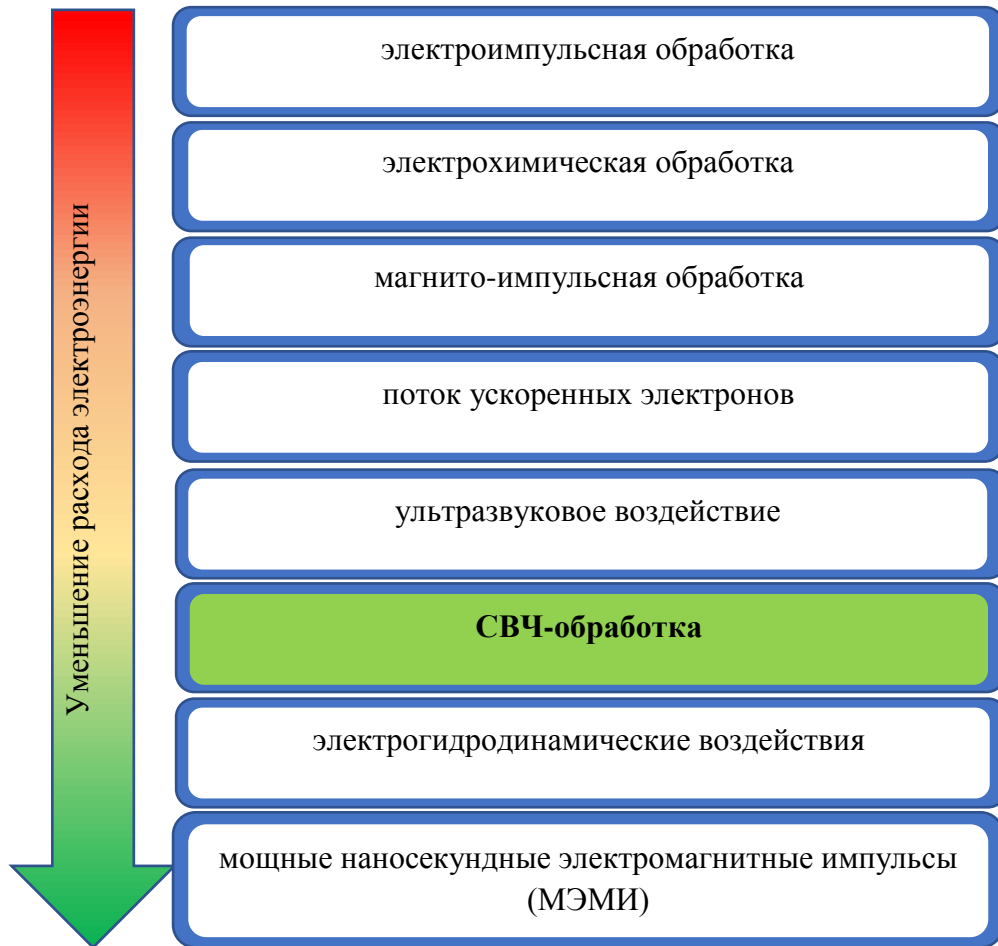 Уменьшение расхода электроэнергии
электроимпульсная обработка
электрохимическая обработка
магнито-импульсная обработка
поток ускоренных электронов
ультразвуковое воздействие
СВЧ-обработка
электрогидродинамические воздействия
мощные наносекундные электромагнитные импульсы
(МЭМИ)